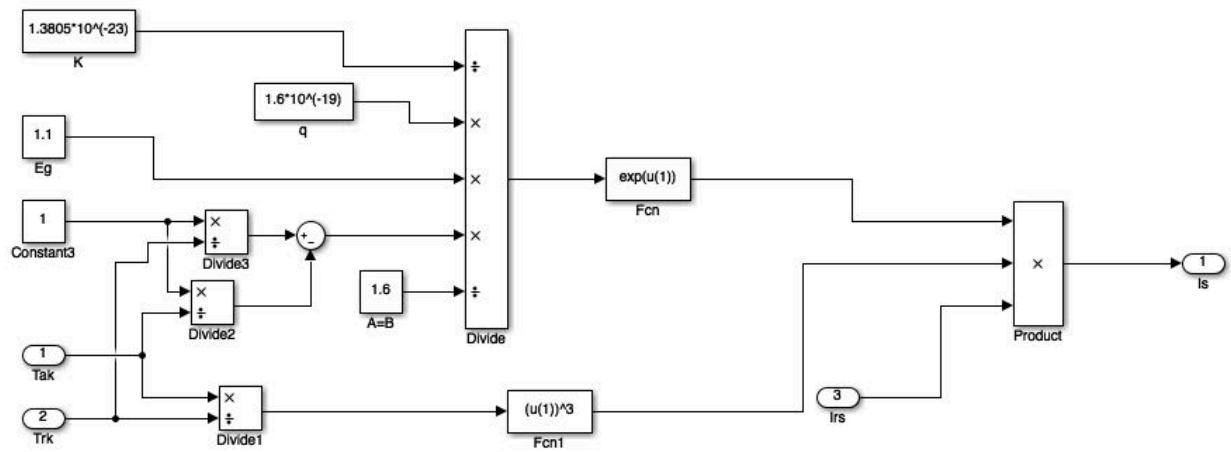 1.3805*10^(-23)
K
÷
1.6*10^(-19)
q
×
1.1
Eg
×
exp(u(1))
Fcn
1
Constant3
×
÷
Divide3
+
−
×
×
÷
Divide2
1.6
A=B
÷
Divide
×
Product
1
Is
1
Tak
2
Trk
×
÷
Divide1
(u(1))^3
Fcn1
3
Irs